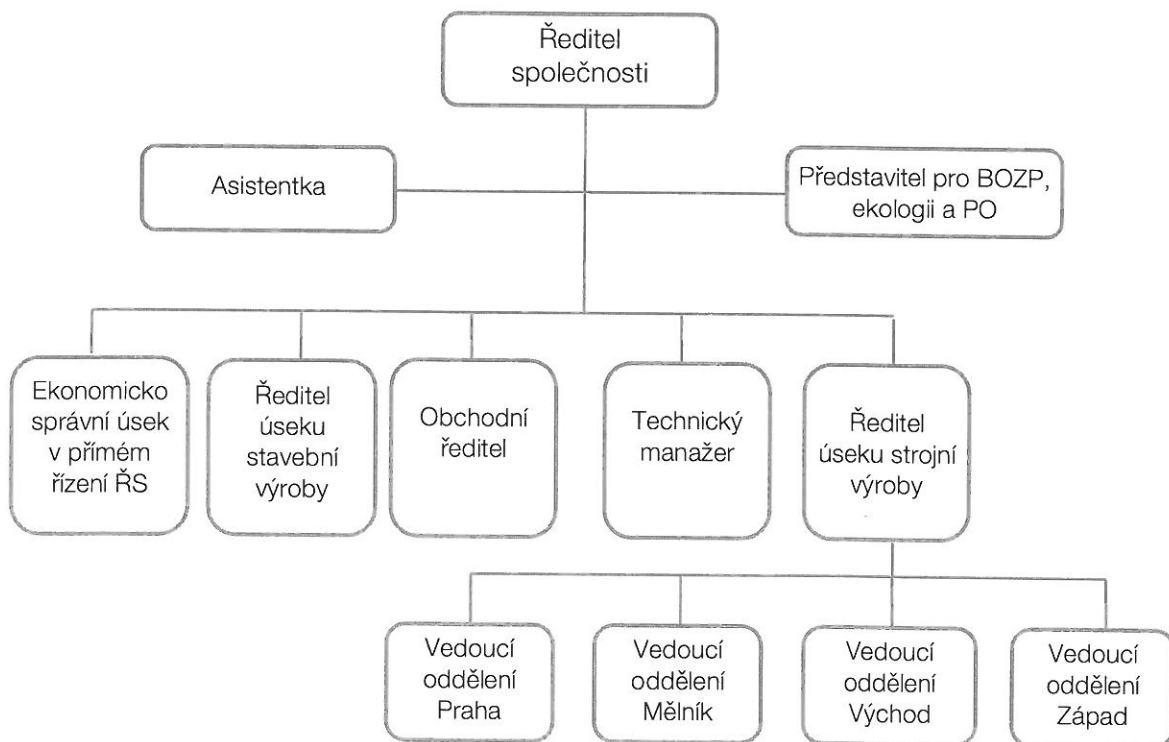 Ředitel
společnosti
Asistentka
Představitel pro BOZP,
ekologii a PO
Ekonomicko
správní úsek
v přímém
řízení ŘS
Ředitel
úseku
stavební
výroby
Obchodní
ředitel
Technický
manažer
Ředitel
úseku strojní
výroby
Vedoucí
oddělení
Praha
Vedoucí
oddělení
Mělník
Vedoucí
oddělení
Východ
Vedoucí
oddělení
Západ